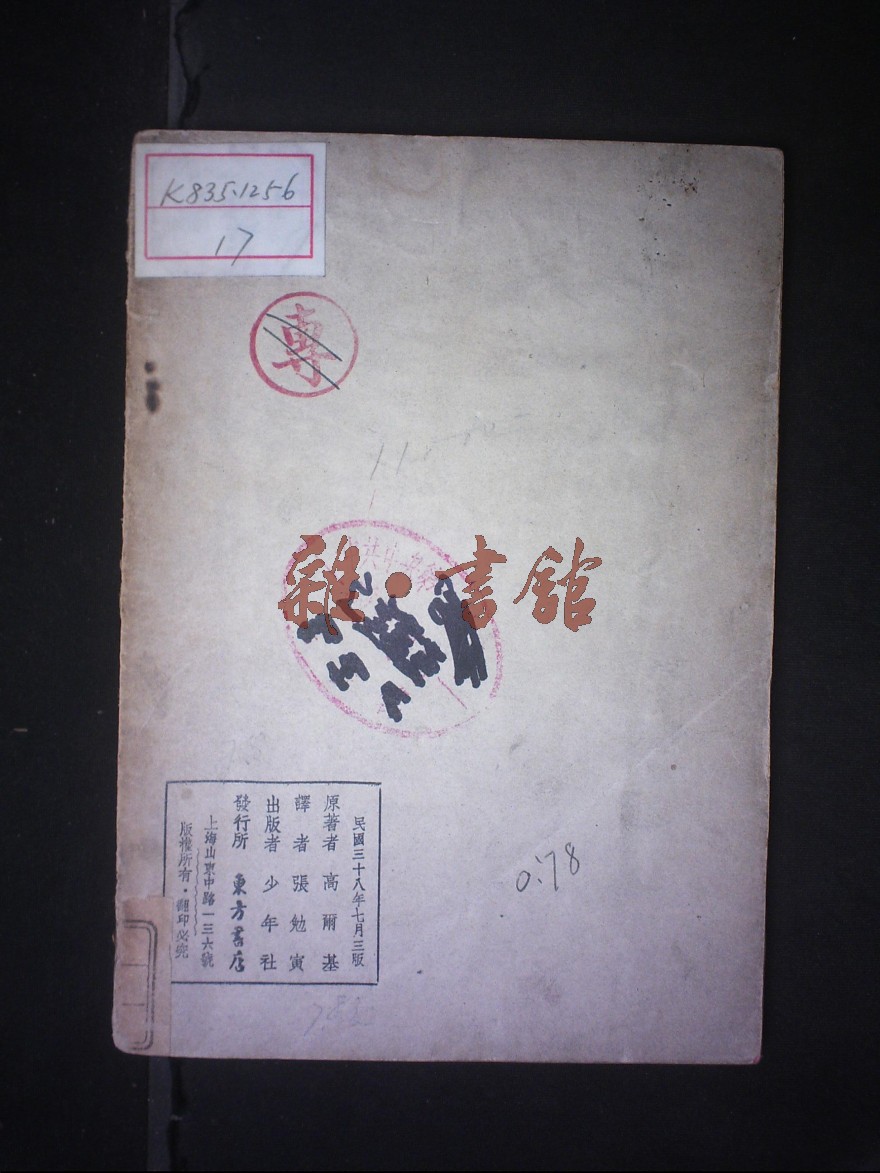 K835.1256
17
專
雜·書館
民國三十八年七月三版
原著者 高爾基
譯者 張勉寅
出版者 少年社
發行所 東方書店
上海山東中路一三六號
版權所有·翻印必究
0.78